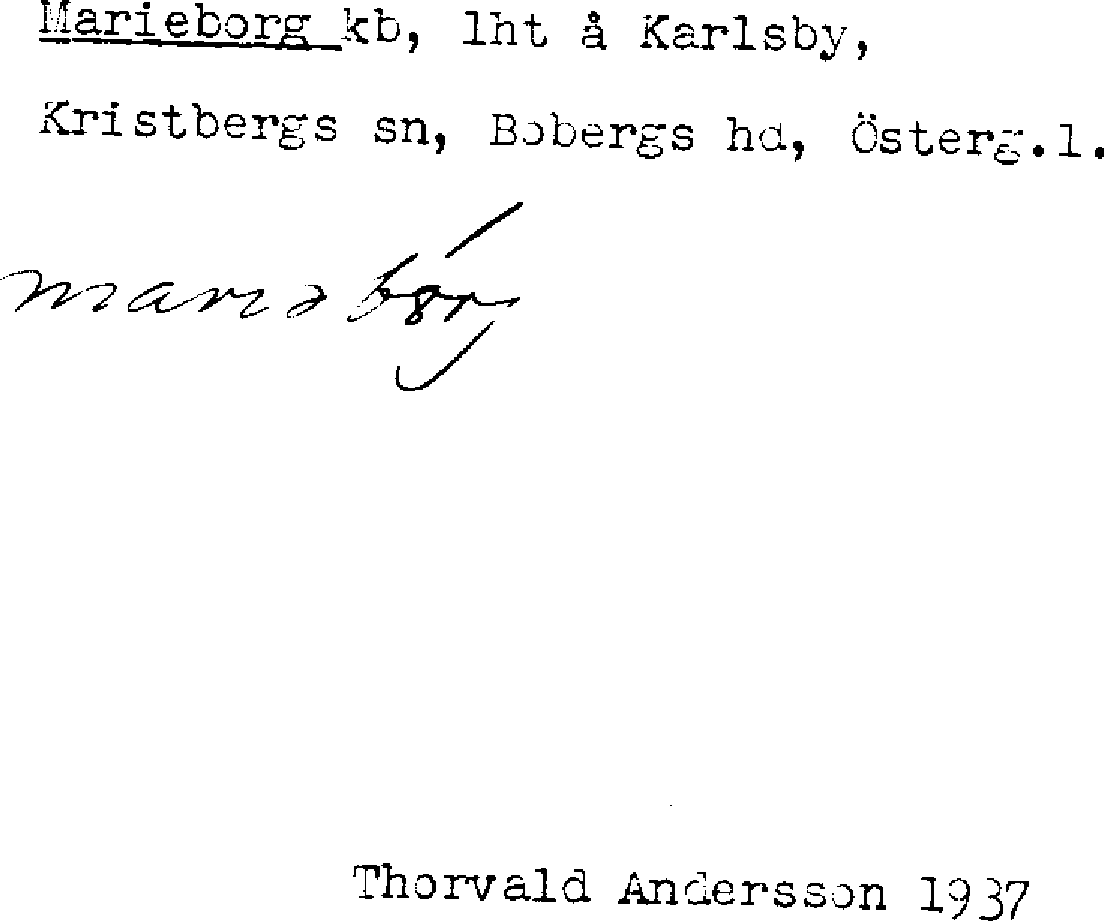 Marieborg kb, lht å Karlsby,
Kristbergs sn, Bobergs hd, Österg.l.
Thorvald Andersson 1937